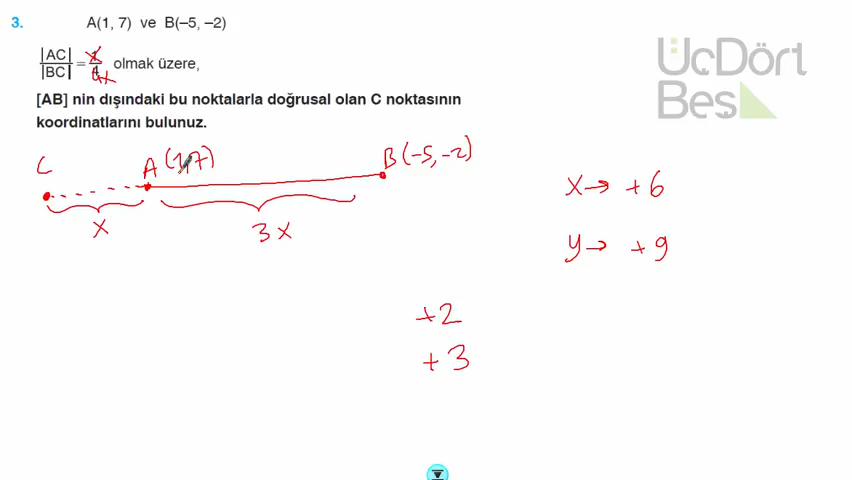 3. A(1, 7) ve B(–5, –2)
|AC|/|BC| = 1/4 olmak üzere,
x
4x
[AB] nin dışındaki bu noktalarla doğrusal olan C noktasının
koordinatlarını bulunuz.
ÜçDört
Beş
C A (1,7) B (-5, -2)
x 3x
x → +6
y → +9
+2
+3